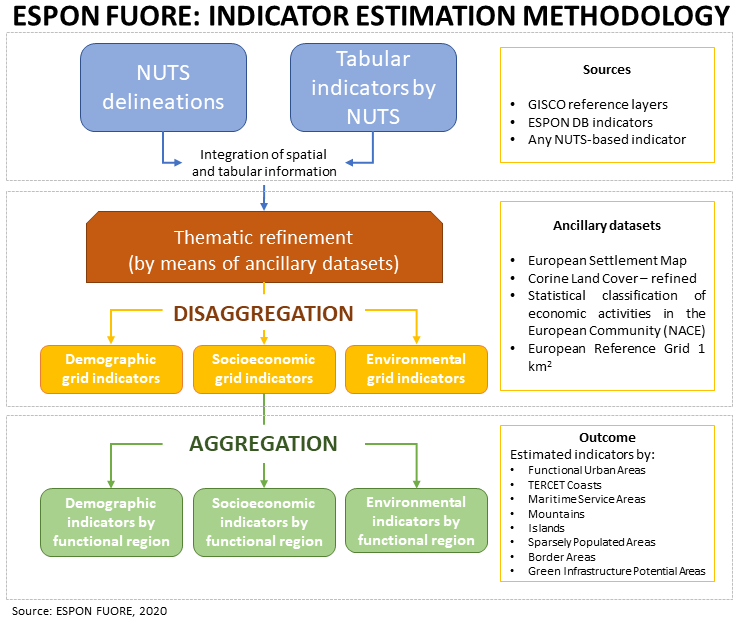 ESPON FUORE: INDICATOR ESTIMATION METHODOLOGY
NUTS
delineations
Tabular
indicators by
NUTS
Integration of spatial
and tabular information
Sources
• GISCO reference layers
• ESPON DB indicators
• Any NUTS-based indicator
Thematic refinement
(by means of ancillary datasets)
DISAGGREGATION
Demographic
grid indicators
Socioeconomic
grid indicators
Environmental
grid indicators
Ancillary datasets
• European Settlement Map
• Corine Land Cover – refined
• Statistical classification of
economic activities in the
European Community (NACE)
• European Reference Grid 1
km²
AGGREGATION
Demographic
indicators by
functional region
Socioeconomic
indicators by
functional region
Environmental
indicators by
functional region
Outcome
Estimated indicators by:
• Functional Urban Areas
• TERCET Coasts
• Maritime Service Areas
• Mountains
• Islands
• Sparsely Populated Areas
• Border Areas
• Green Infrastructure Potential Areas
Source: ESPON FUORE, 2020